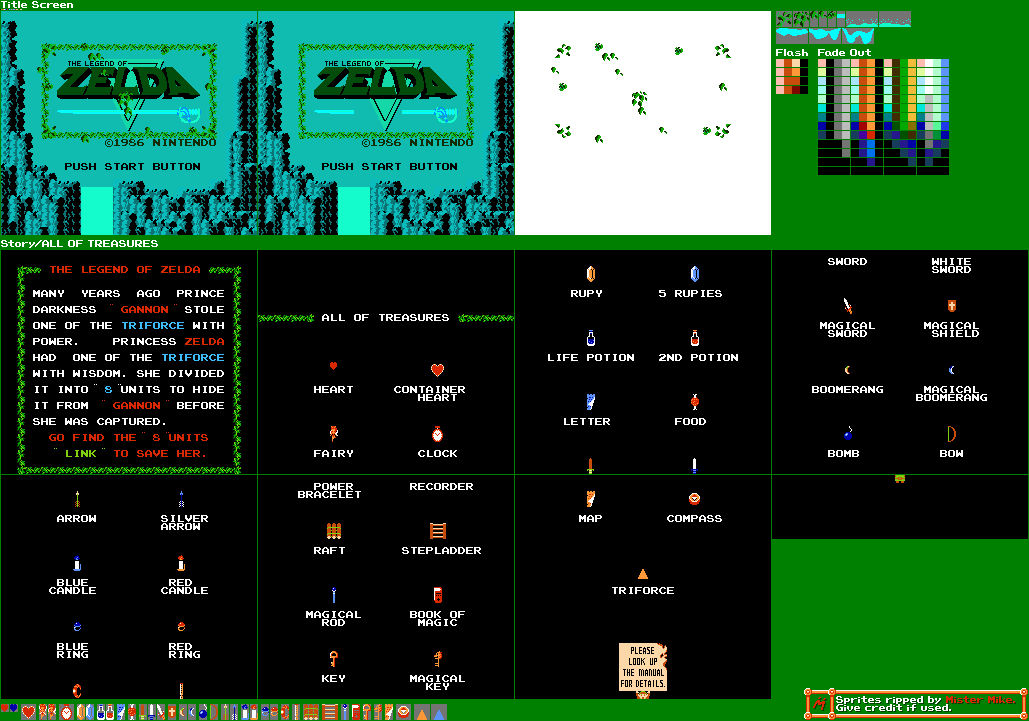 Title Screen
THE LEGEND OF
ZELDA
©1986 NINTENDO
PUSH START BUTTON
THE LEGEND OF
ZELDA
©1986 NINTENDO
PUSH START BUTTON
Flash Fade Out
Story/ALL OF TREASURES
THE LEGEND OF ZELDA
MANY YEARS AGO PRINCE
DARKNESS "GANNON" STOLE
ONE OF THE TRIFORCE WITH
POWER. PRINCESS ZELDA
HAD ONE OF THE TRIFORCE
WITH WISDOM. SHE DIVIDED
IT INTO "8"UNITS TO HIDE
IT FROM "GANNON" BEFORE
SHE WAS CAPTURED.
GO FIND THE "8"UNITS
"LINK" TO SAVE HER.
ALL OF TREASURES
HEART CONTAINER
HEART
FAIRY CLOCK
RUPY 5 RUPIES
LIFE POTION 2ND POTION
LETTER FOOD
SWORD WHITE
SWORD
MAGICAL MAGICAL
SWORD SHIELD
BOOMERANG MAGICAL
BOOMERANG
BOMB BOW
ARROW SILVER
ARROW
BLUE RED
CANDLE CANDLE
BLUE RED
RING RING
POWER RECORDER
BRACELET
RAFT STEPLADDER
MAGICAL BOOK OF
ROD MAGIC
KEY MAGICAL
KEY
MAP COMPASS
TRIFORCE
PLEASE
LOOK UP
THE MANUAL
FOR DETAILS.
M
Sprites ripped by Mister Mike.
Give credit if used.